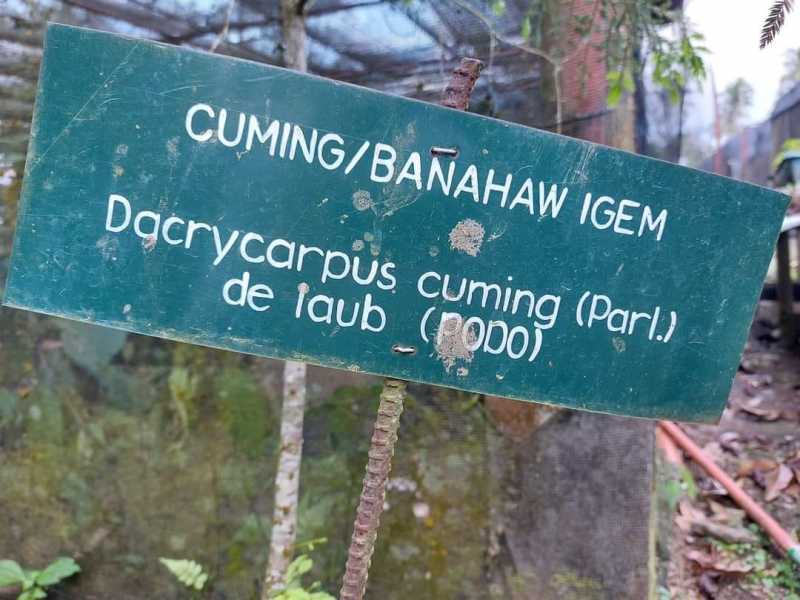 CUMING/BANAHAW IGEM
Dacrycarpus cuming (Parl.)
de laub (PODO)